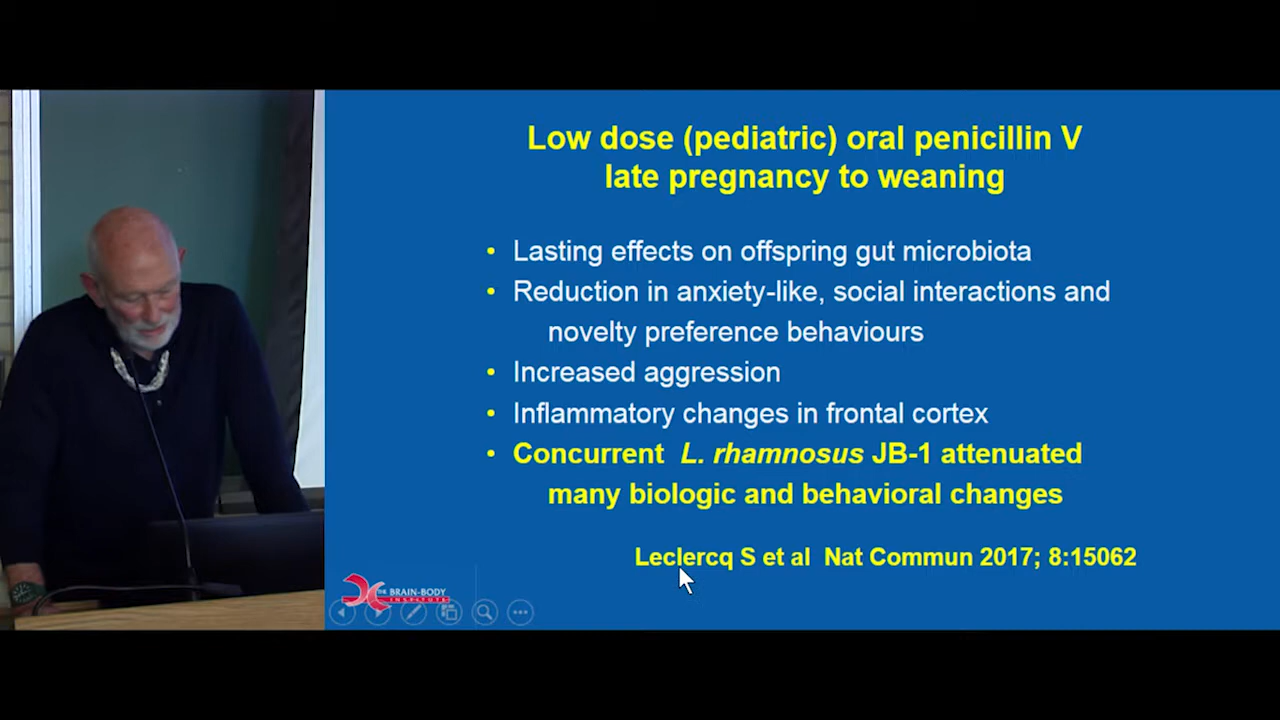 Low dose (pediatric) oral penicillin V
late pregnancy to weaning
• Lasting effects on offspring gut microbiota
• Reduction in anxiety-like, social interactions and
novelty preference behaviours
• Increased aggression
• Inflammatory changes in frontal cortex
• Concurrent L. rhamnosus JB-1 attenuated
many biologic and behavioral changes
Leclercq S et al Nat Commun 2017; 8:15062
THE BRAIN-BODY
INSTITUTE